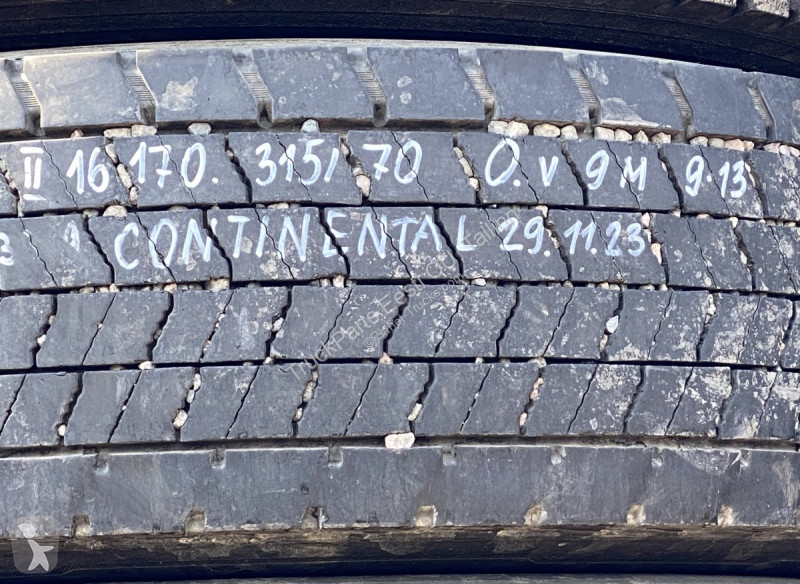 II 16 170. 315/70 O.V 9M 9.13
CONTINENTAL 29.11.23